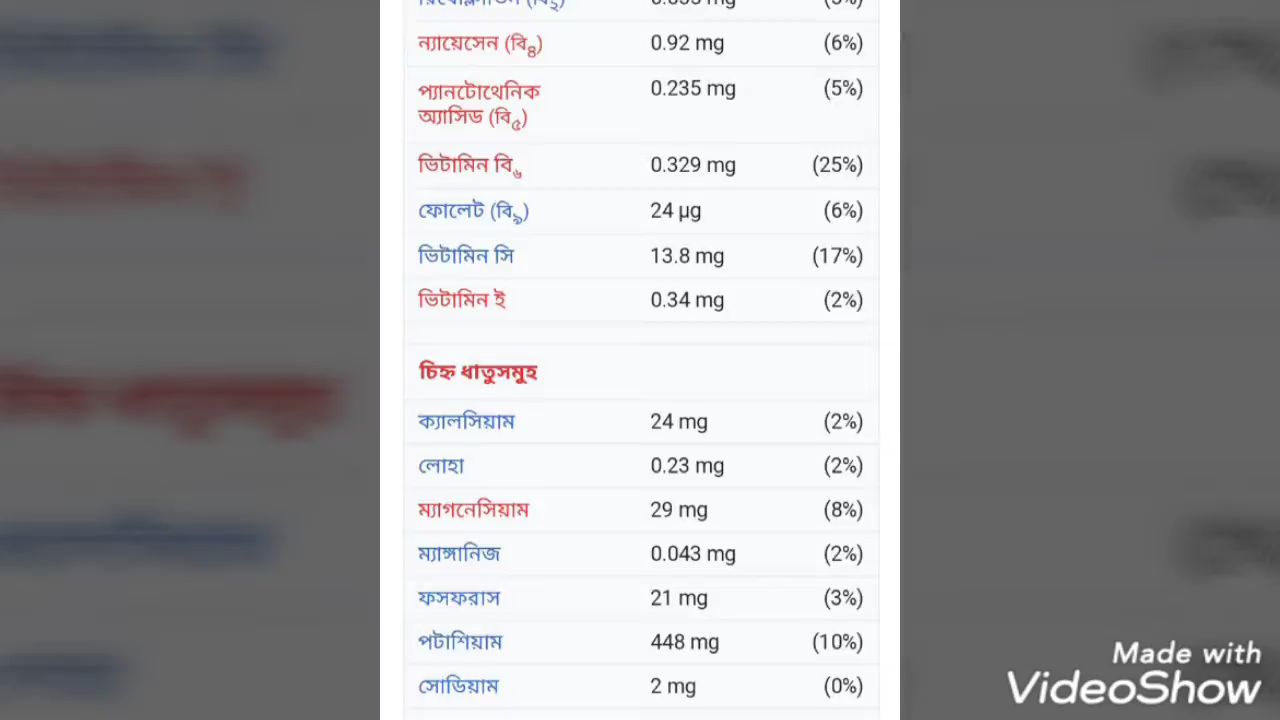 ন্যায়েসেন (বি৪) 0.92 mg (6%)
প্যানটোথেনিক 0.235 mg (5%)
অ্যাসিড (বি৫)
ভিটামিন বি৬ 0.329 mg (25%)
ফোলেট (বি৯) 24 μg (6%)
ভিটামিন সি 13.8 mg (17%)
ভিটামিন ই 0.34 mg (2%)
চিহ্ন ধাতুসমুহ
ক্যালসিয়াম 24 mg (2%)
লোহা 0.23 mg (2%)
ম্যাগনেসিয়াম 29 mg (8%)
ম্যাঙ্গানিজ 0.043 mg (2%)
ফসফরাস 21 mg (3%)
পটাশিয়াম 448 mg (10%)
সোডিয়াম 2 mg (0%)
Made with
VideoShow